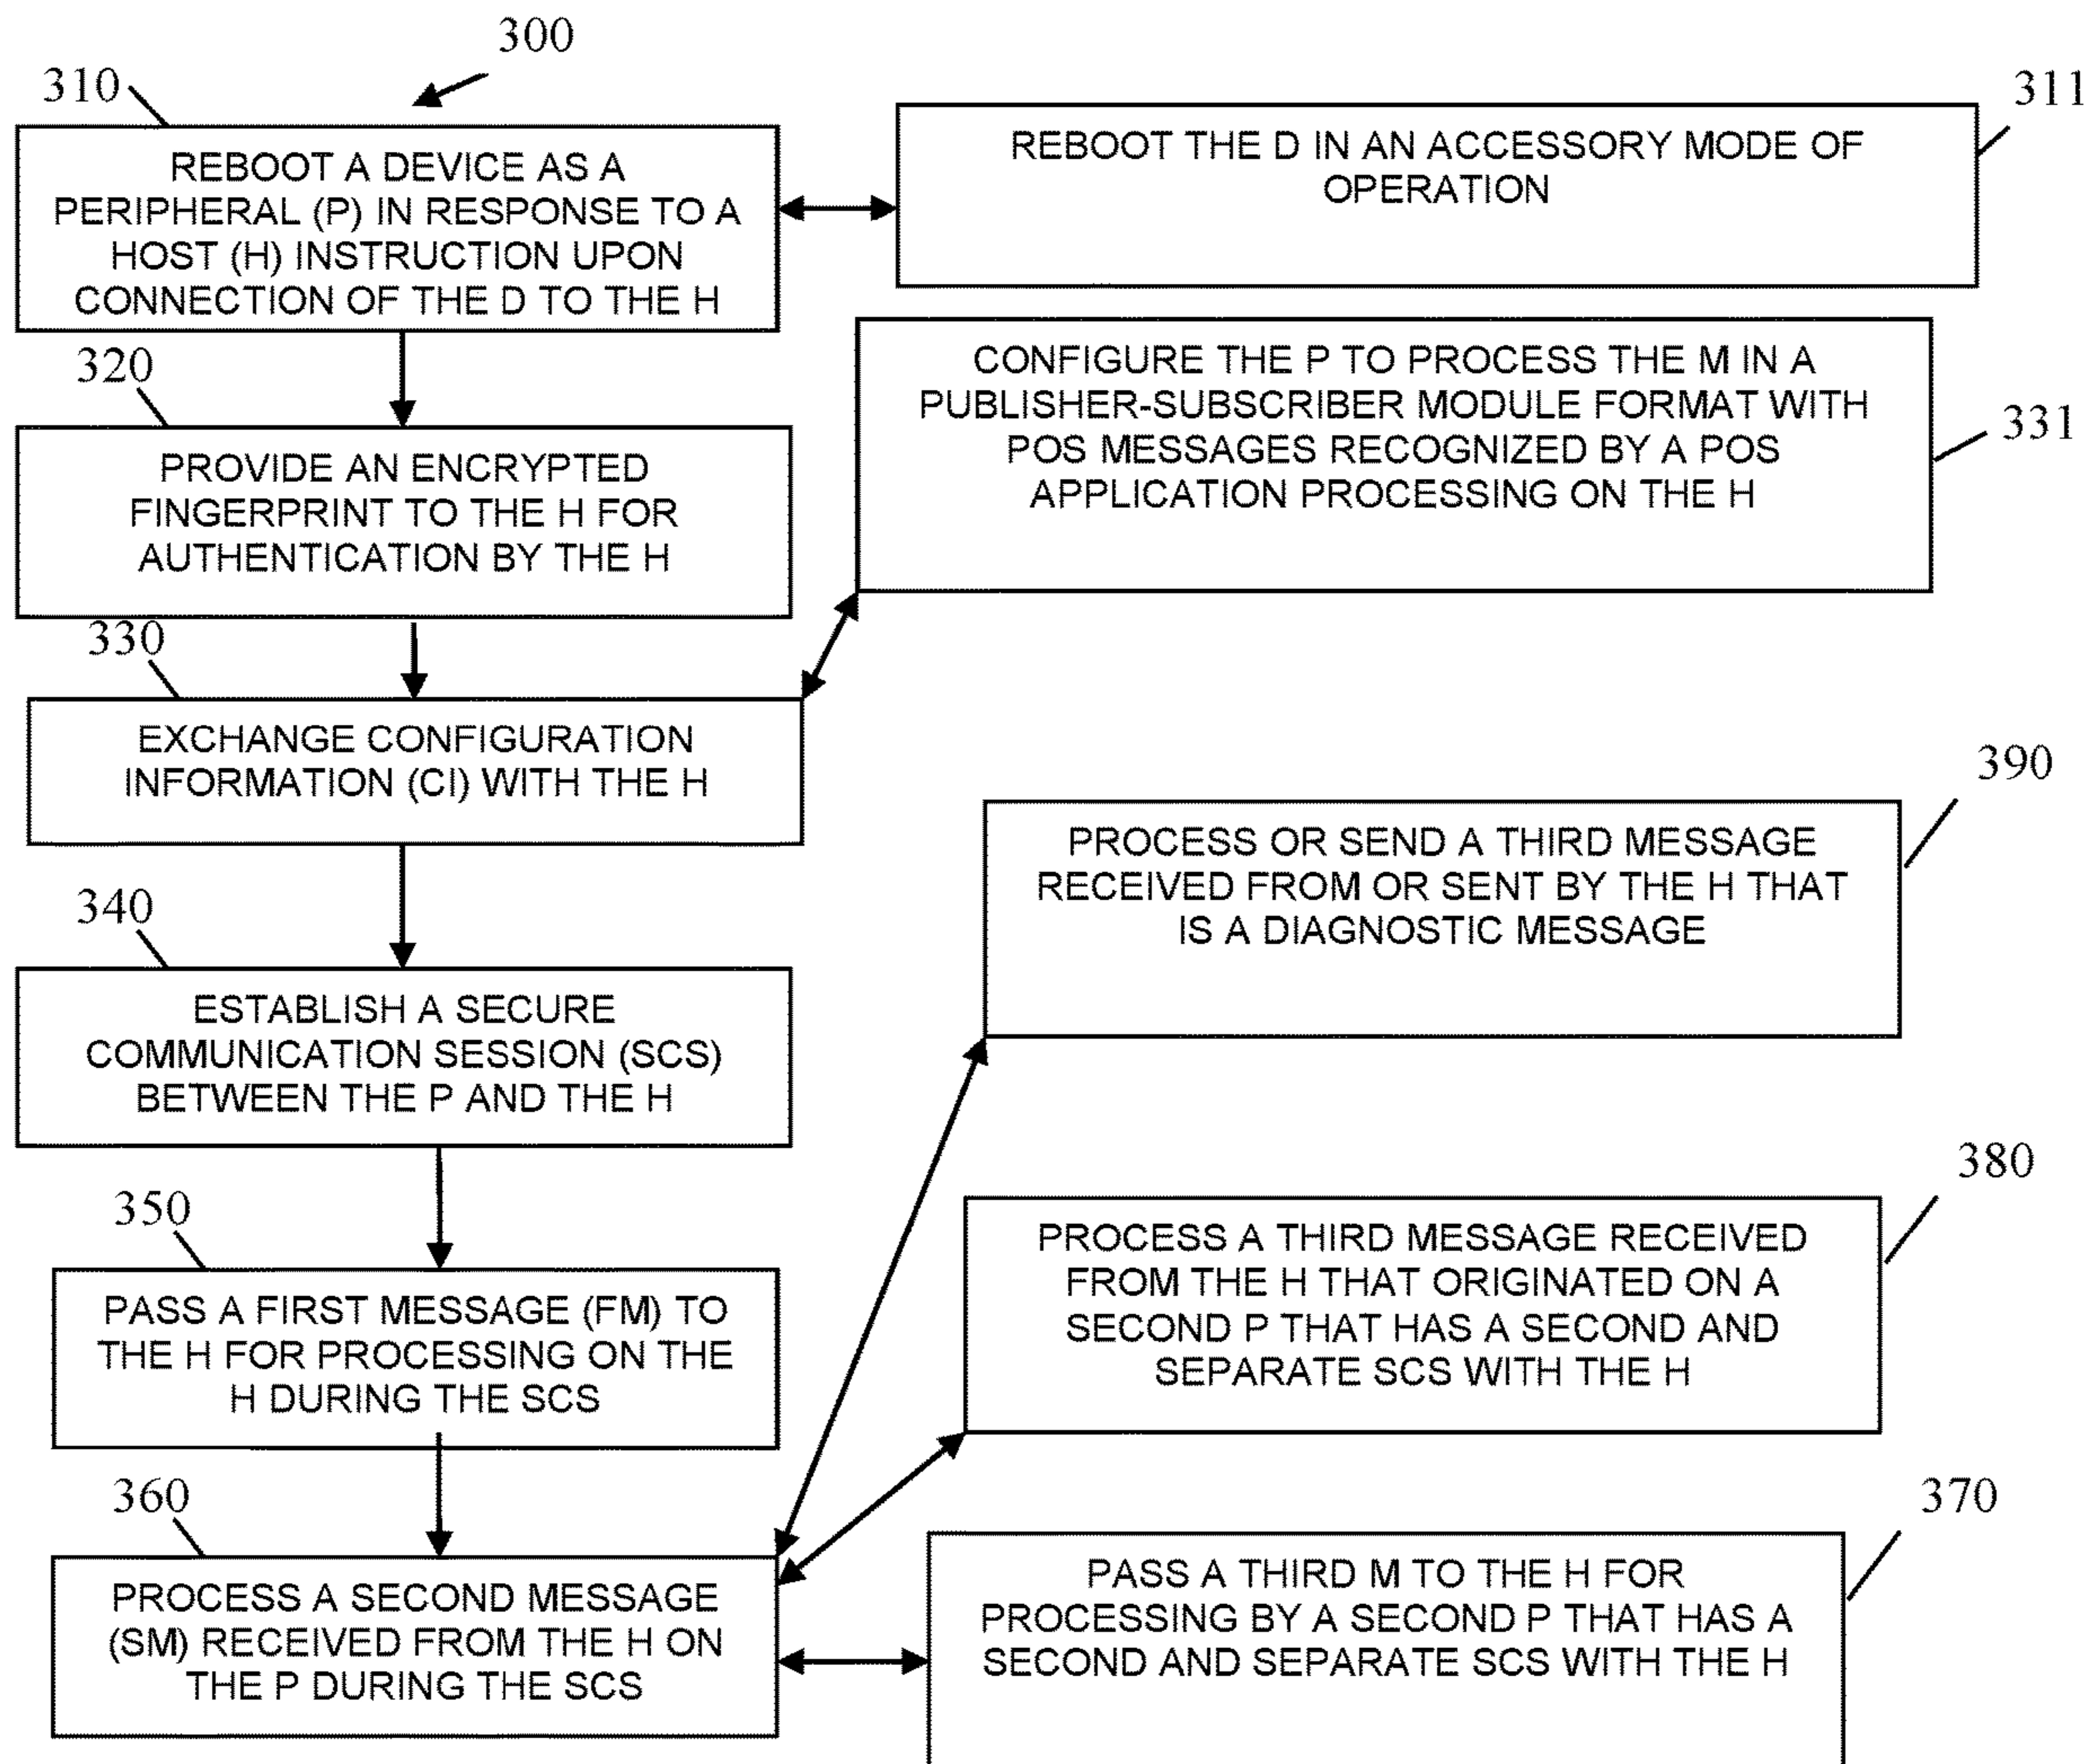 300
310
REBOOT A DEVICE AS A
PERIPHERAL (P) IN RESPONSE TO A
HOST (H) INSTRUCTION UPON
CONNECTION OF THE D TO THE H
311
REBOOT THE D IN AN ACCESSORY MODE OF
OPERATION
320
PROVIDE AN ENCRYPTED
FINGERPRINT TO THE H FOR
AUTHENTICATION BY THE H
331
CONFIGURE THE P TO PROCESS THE M IN A
PUBLISHER-SUBSCRIBER MODULE FORMAT WITH
POS MESSAGES RECOGNIZED BY A POS
APPLICATION PROCESSING ON THE H
330
EXCHANGE CONFIGURATION
INFORMATION (CI) WITH THE H
390
PROCESS OR SEND A THIRD MESSAGE
RECEIVED FROM OR SENT BY THE H THAT
IS A DIAGNOSTIC MESSAGE
340
ESTABLISH A SECURE
COMMUNICATION SESSION (SCS)
BETWEEN THE P AND THE H
380
PROCESS A THIRD MESSAGE RECEIVED
FROM THE H THAT ORIGINATED ON A
SECOND P THAT HAS A SECOND AND
SEPARATE SCS WITH THE H
350
PASS A FIRST MESSAGE (FM) TO
THE H FOR PROCESSING ON THE
H DURING THE SCS
360
PROCESS A SECOND MESSAGE
(SM) RECEIVED FROM THE H ON
THE P DURING THE SCS
370
PASS A THIRD M TO THE H FOR
PROCESSING BY A SECOND P THAT HAS A
SECOND AND SEPARATE SCS WITH THE H